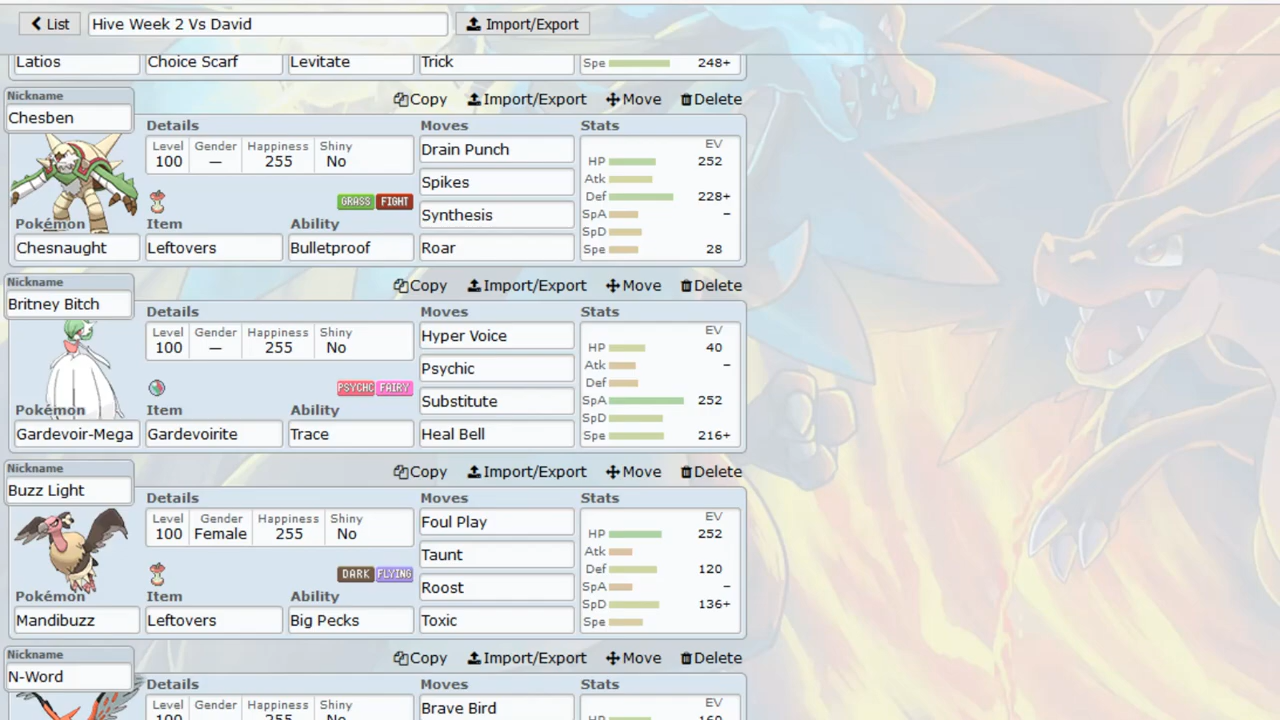 List
Hive Week 2 Vs David
Import/Export
Latios Choice Scarf Levitate Trick Spe 248+
Nickname
Chesben
Copy Import/Export Move Delete
Details Moves Stats
Level Gender Happiness Shiny
100 — 255 No
Drain Punch
Spikes
Synthesis
Roar
EV
HP 252
Atk
Def 228+
SpA –
SpD
Spe 28
GRASS FIGHT
Pokémon Item Ability
Chesnaught Leftovers Bulletproof
Nickname
Britney Bitch
Copy Import/Export Move Delete
Details Moves Stats
Level Gender Happiness Shiny
100 — 255 No
Hyper Voice
Psychic
Substitute
Heal Bell
EV
HP 40
Atk –
Def
SpA 252
SpD
Spe 216+
PSYCHC FAIRY
Pokémon Item Ability
Gardevoir-Mega Gardevoirite Trace
Nickname
Buzz Light
Copy Import/Export Move Delete
Details Moves Stats
Level Gender Happiness Shiny
100 Female 255 No
Foul Play
Taunt
Roost
Toxic
EV
HP 252
Atk
Def 120
SpA –
SpD 136+
Spe
DARK FLYING
Pokémon Item Ability
Mandibuzz Leftovers Big Pecks
Nickname
N-Word
Copy Import/Export Move Delete
Details Moves Stats
Level Gender Happiness Shiny
100 255 No
Brave Bird
EV
HP 160